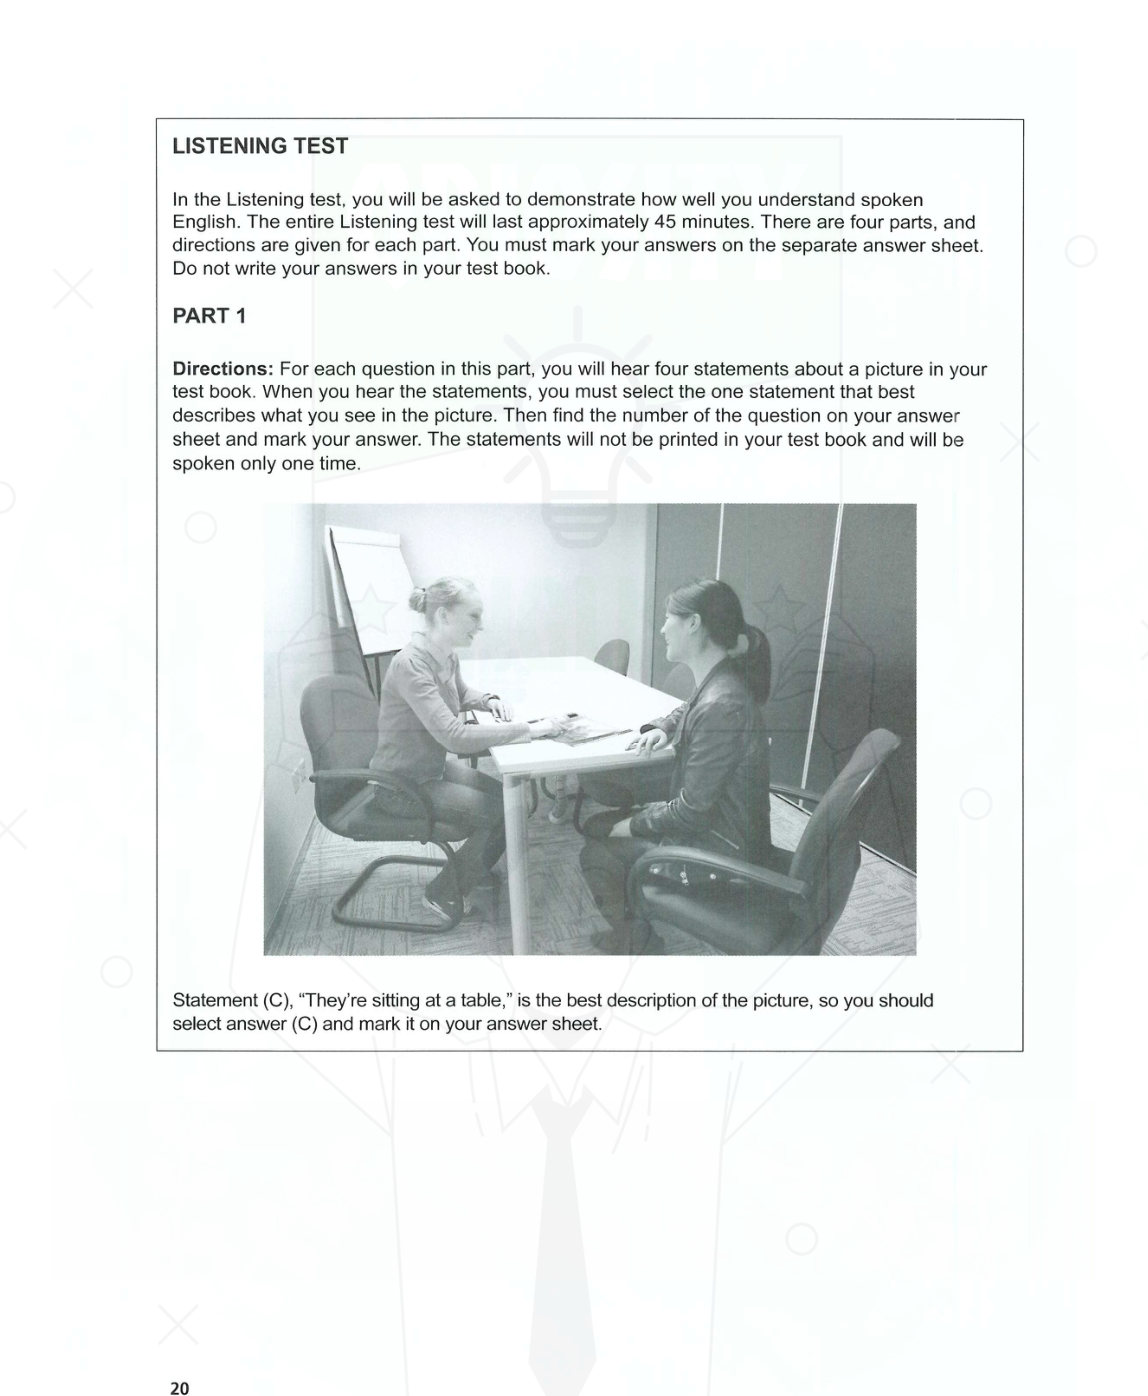 LISTENING TEST
In the Listening test, you will be asked to demonstrate how well you understand spoken
English. The entire Listening test will last approximately 45 minutes. There are four parts, and
directions are given for each part. You must mark your answers on the separate answer sheet.
Do not write your answers in your test book.
PART 1
Directions: For each question in this part, you will hear four statements about a picture in your
test book. When you hear the statements, you must select the one statement that best
describes what you see in the picture. Then find the number of the question on your answer
sheet and mark your answer. The statements will not be printed in your test book and will be
spoken only one time.
Statement (C), “They’re sitting at a table,” is the best description of the picture, so you should
select answer (C) and mark it on your answer sheet.
20